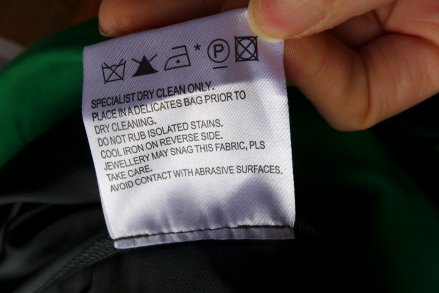 * P
SPECIALIST DRY CLEAN ONLY.
PLACE IN A DELICATES BAG PRIOR TO
DRY CLEANING.
DO NOT RUB ISOLATED STAINS.
COOL IRON ON REVERSE SIDE.
JEWELLERY MAY SNAG THIS FABRIC, PLS
TAKE CARE.
AVOID CONTACT WITH ABRASIVE SURFACES.